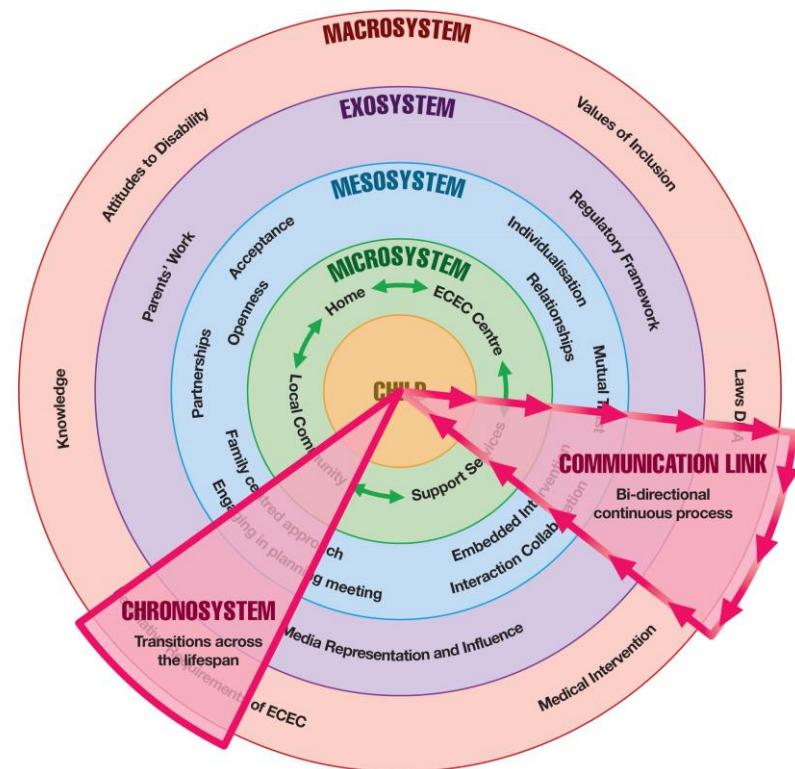 MACROSYSTEM
Attitudes to Disability
Values of Inclusion
Knowledge
Laws D
A
Medical Intervention
Requirements of ECEC
EXOSYSTEM
Parents' Work
Regulatory Framework
Media Representation and Influence
MESOSYSTEM
Acceptance
Openness
Partnerships
Individualisation
Relationships
Mutual Trust
Family centred approach
Engaging in planning meeting
Embedded Intervention
Interaction Collaboration
MICROSYSTEM
Home
ECEC Centre
Local Community
Support Services
CHILD
COMMUNICATION LINK
Bi-directional
continuous process
CHRONOSYSTEM
Transitions across
the lifespan